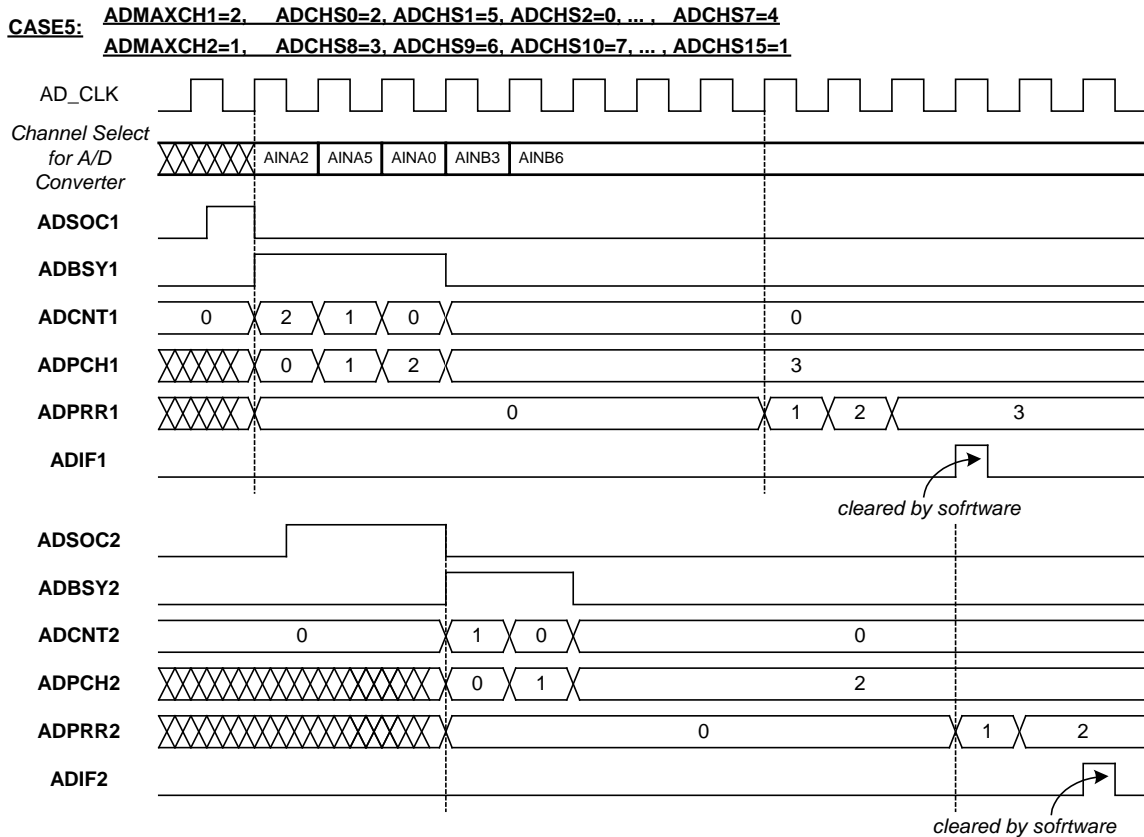 CASE5: ADMAXCH1=2, ADCHS0=2, ADCHS1=5, ADCHS2=0, ... , ADCHS7=4
ADMAXCH2=1, ADCHS8=3, ADCHS9=6, ADCHS10=7, ... , ADCHS15=1
AD_CLK
Channel Select
for A/D
Converter
AINA2 AINA5 AINA0 AINB3 AINB6
ADSOC1
ADBSY1
ADCNT1 0 2 1 0 0
ADPCH1 0 1 2 3
ADPRR1 0 1 2 3
ADIF1
cleared by sofrtware
ADSOC2
ADBSY2
ADCNT2 0 1 0 0
ADPCH2 0 1 2
ADPRR2 0 1 2
ADIF2
cleared by sofrtware